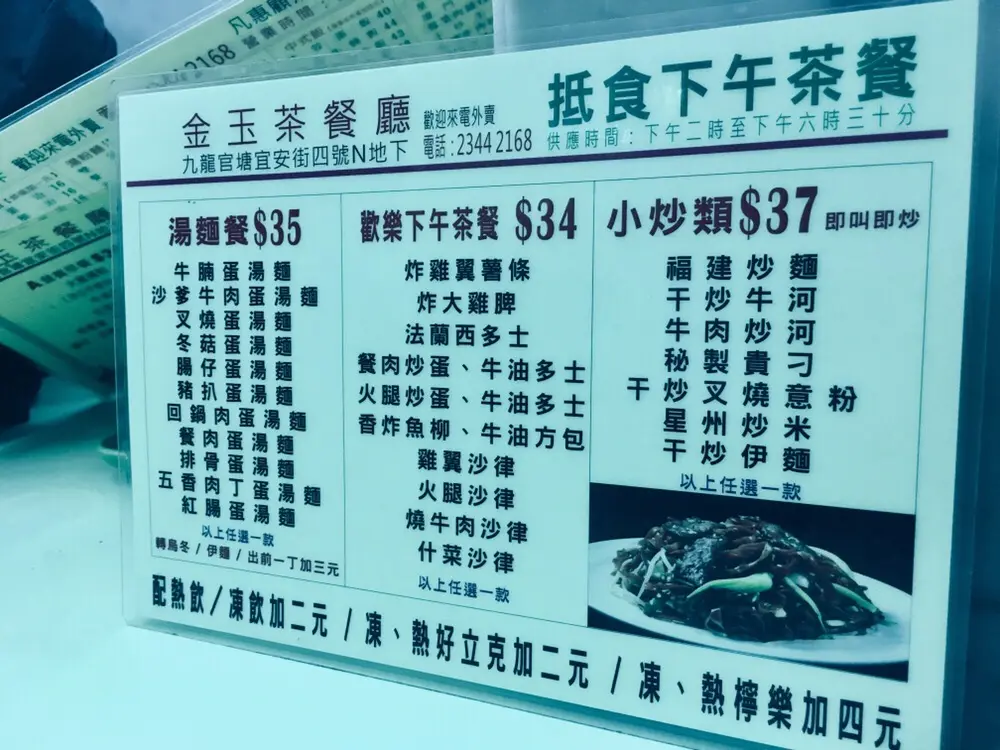 金玉茶餐廳
歡迎來電外賣
九龍官塘宜安街四號N地下
電話:2344 2168
抵食下午茶餐
供應時間:下午二時至下午六時三十分
湯麵餐$35
牛腩蛋湯麵
沙爹牛肉蛋湯麵
叉燒蛋湯麵
冬菇蛋湯麵
腸仔蛋湯麵
豬扒蛋湯麵
回鍋肉蛋湯麵
餐肉蛋湯麵
排骨蛋湯麵
五香肉丁蛋湯麵
紅腸蛋湯麵
以上任選一款
轉烏冬/伊麵/出前一丁加三元
歡樂下午茶餐 $34
炸雞翼薯條
炸大雞脾
法蘭西多士
餐肉炒蛋、牛油多士
火腿炒蛋、牛油多士
香炸魚柳、牛油方包
雞翼沙律
火腿沙律
燒牛肉沙律
什菜沙律
以上任選一款
小炒類$37 即叫即炒
福建炒麵
干炒牛河
牛肉炒河
秘製貴刁
干炒叉燒意粉
星州炒米
干炒伊麵
以上任選一款
配熱飲/凍飲加二元/凍、熱好立克加二元/凍、熱檸樂加四元
2168
歡迎來電外賣